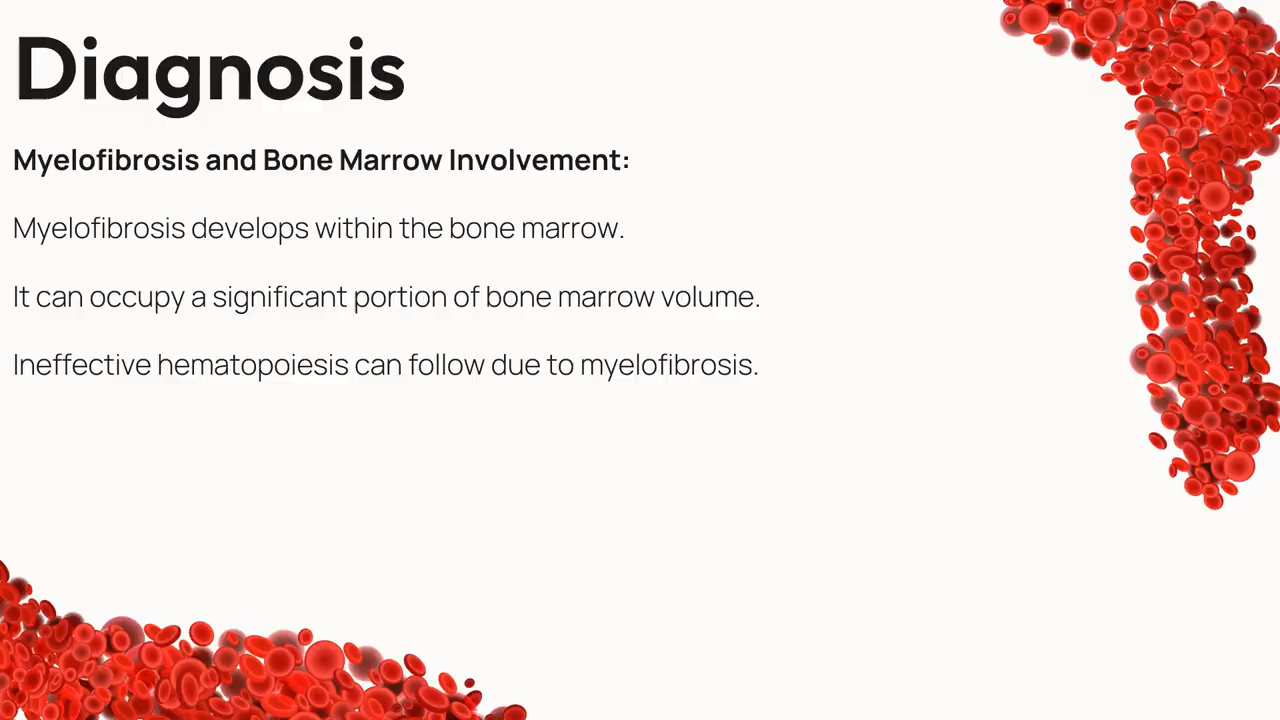 Diagnosis
Myelofibrosis and Bone Marrow Involvement:
Myelofibrosis develops within the bone marrow.
It can occupy a significant portion of bone marrow volume.
Ineffective hematopoiesis can follow due to myelofibrosis.